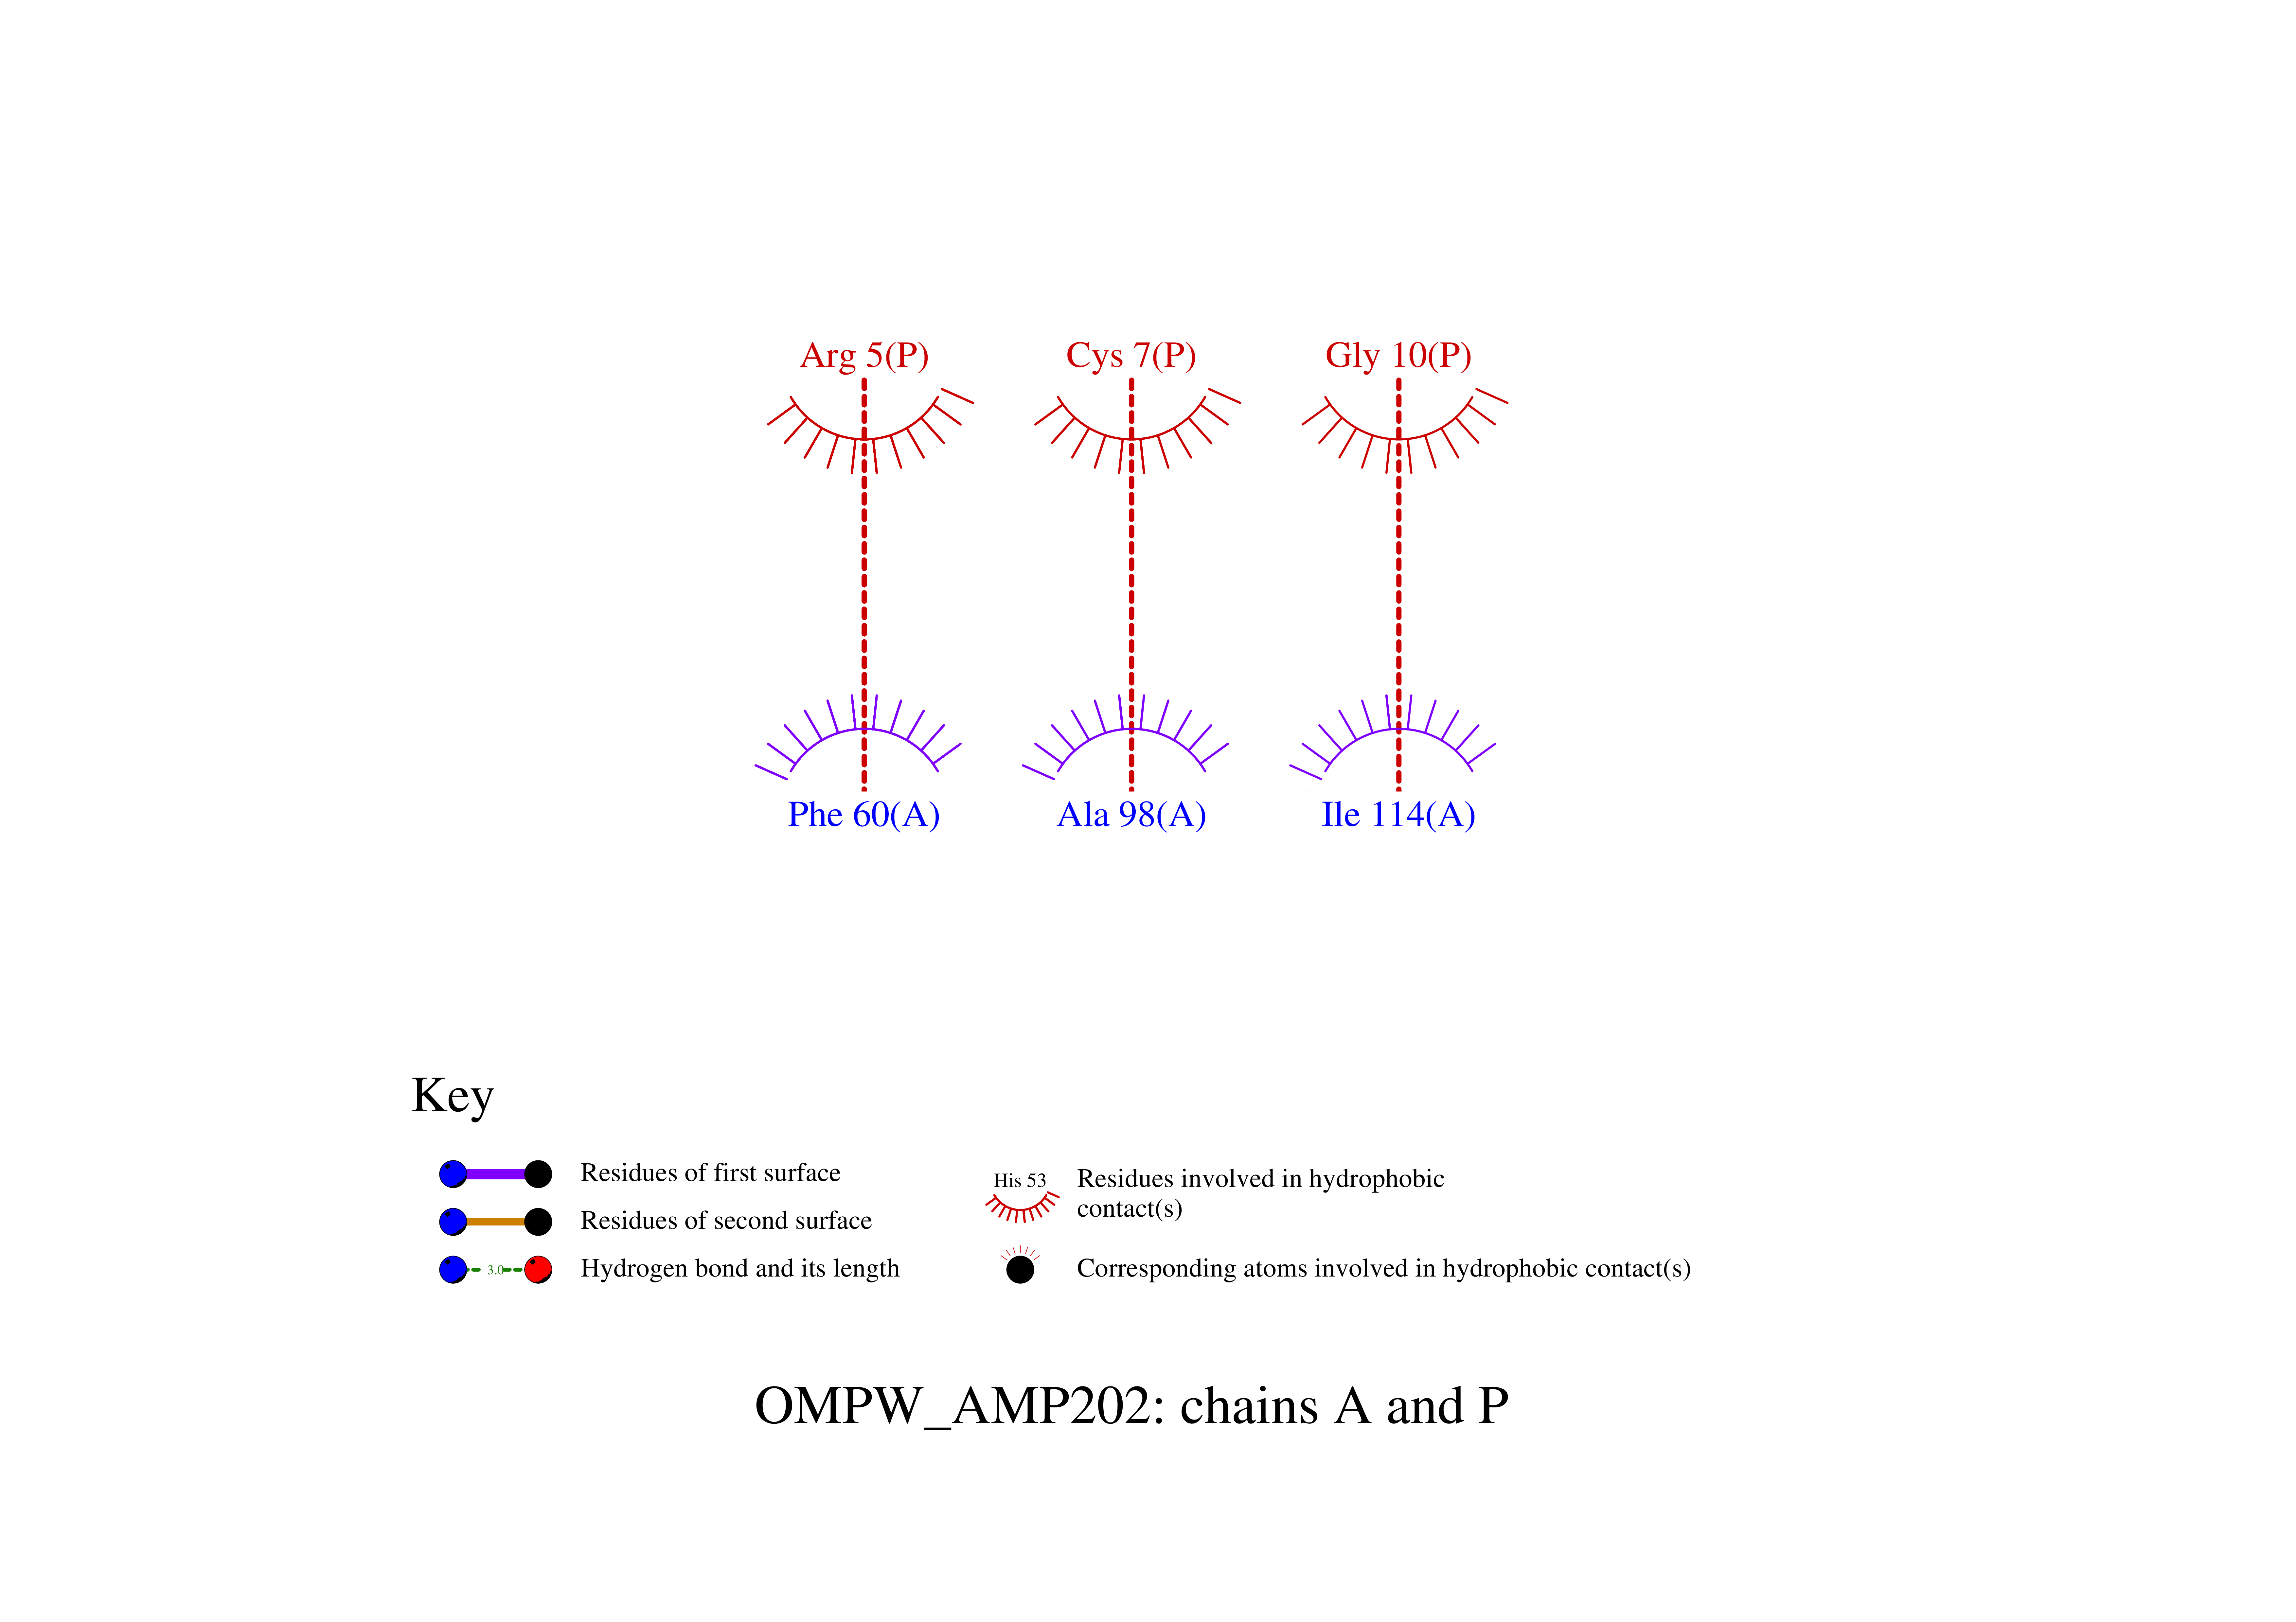 Arg 5(P) Cys 7(P) Gly 10(P)
Phe 60(A) Ala 98(A) Ile 114(A)
Key
Residues of first surface
Residues of second surface
3.0 Hydrogen bond and its length
His 53 Residues involved in hydrophobic
contact(s)
Corresponding atoms involved in hydrophobic contact(s)
OMPW_AMP202: chains A and P